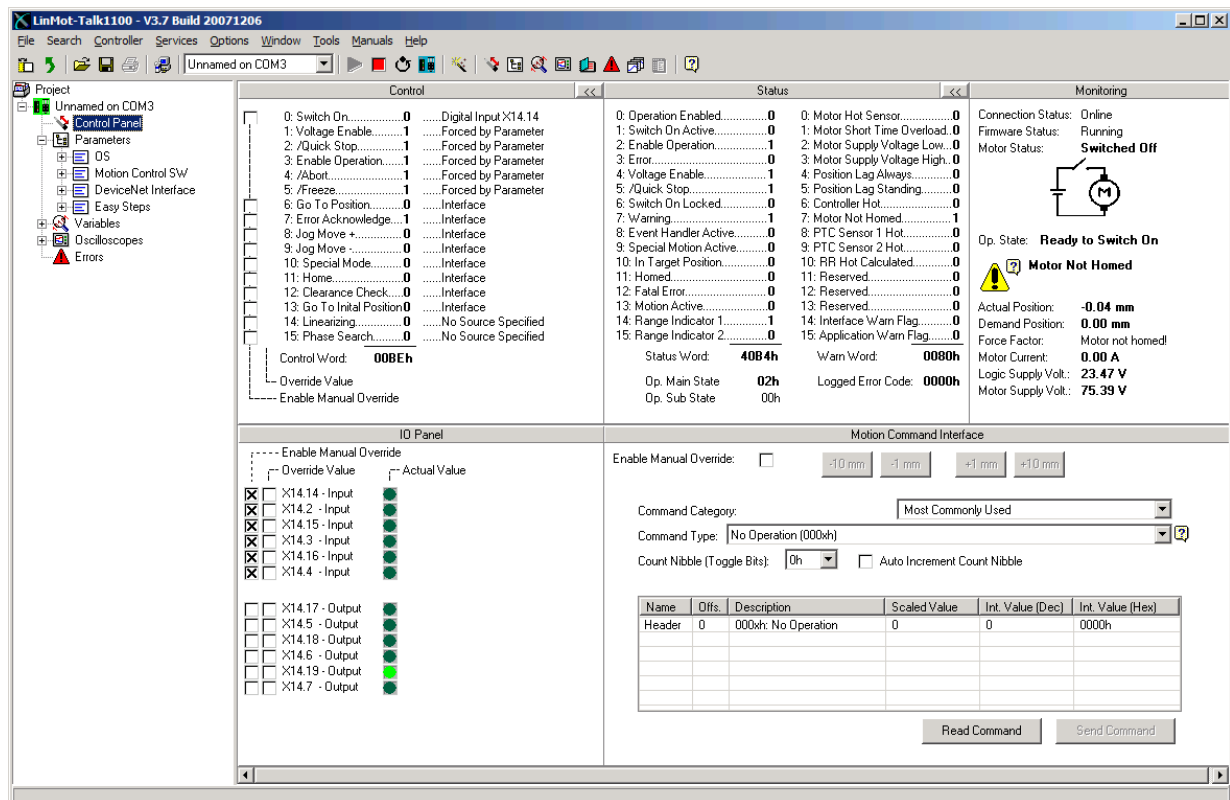 LinMot-Talk1100 - V3.7 Build 20071206
File Search Controller Services Options Window Tools Manuals Help
Unnamed on COM3
Project
Unnamed on COM3
Control Panel
Parameters
OS
Motion Control SW
DeviceNet Interface
Easy Steps
Variables
Oscilloscopes
Errors
Control <<
0: Switch On..............0 ......Digital Input X14.14
1: Voltage Enable.........1 ......Forced by Parameter
2: /Quick Stop............1 ......Forced by Parameter
3: Enable Operation.......1 ......Forced by Parameter
4: /Abort.................1 ......Forced by Parameter
5: /Freeze................1 ......Forced by Parameter
6: Go To Position.........0 ......Interface
7: Error Acknowledge....1 ......Interface
8: Jog Move +.............0 ......Interface
9: Jog Move -.............0 ......Interface
10: Special Mode..........0 ......Interface
11: Home..................0 ......Interface
12: Clearance Check.....0 ......Interface
13: Go To Inital Position 0 ......Interface
14: Linearizing...........0 ......No Source Specified
15: Phase Search..........0 ......No Source Specified
Control Word: 00BEh
Override Value
Enable Manual Override
Status <<
0: Operation Enabled......0
1: Switch On Active.......0
2: Enable Operation.......1
3: Error..................0
4: Voltage Enable.........1
5: /Quick Stop............1
6: Switch On Locked.......0
7: Warning................1
8: Event Handler Active...0
9: Special Motion Active..0
10: In Target Position....0
11: Homed.................0
12: Fatal Error...........0
13: Motion Active.........0
14: Range Indicator 1.....1
15: Range Indicator 2.....0
Status Word: 40B4h
Op. Main State 02h
Op. Sub State 00h
0: Motor Hot Sensor.......0
1: Motor Short Time Overload..0
2: Motor Supply Voltage Low...0
3: Motor Supply Voltage High..0
4: Position Lag Always....0
5: Position Lag Standing..0
6: Controller Hot.........0
7: Motor Not Homed........1
8: PTC Sensor 1 Hot.......0
9: PTC Sensor 2 Hot.......0
10: RR Hot Calculated.....0
11: Reserved..............0
12: Reserved..............0
13: Reserved..............0
14: Interface Warn Flag...0
15: Application Warn Flag...0
Warn Word: 0080h
Logged Error Code: 0000h
Monitoring
Connection Status: Online
Firmware Status: Running
Motor Status: Switched Off
M
Op. State: Ready to Switch On
Motor Not Homed
Actual Position: -0.04 mm
Demand Position: 0.00 mm
Force Factor: Motor not homed!
Motor Current: 0.00 A
Logic Supply Volt.: 23.47 V
Motor Supply Volt.: 75.39 V
IO Panel
Enable Manual Override
Override Value Actual Value
X14.14 - Input
X14.2 - Input
X14.15 - Input
X14.3 - Input
X14.16 - Input
X14.4 - Input
X14.17 - Output
X14.5 - Output
X14.18 - Output
X14.6 - Output
X14.19 - Output
X14.7 - Output
Motion Command Interface
Enable Manual Override: -10 mm -1 mm +1 mm +10 mm
Command Category: Most Commonly Used
Command Type: No Operation (000xh)
Count Nibble (Toggle Bits): 0h Auto Increment Count Nibble
Name Offs. Description Scaled Value Int. Value (Dec) Int. Value (Hex)
Header 0 000xh: No Operation 0 0 0000h
Read Command Send Command